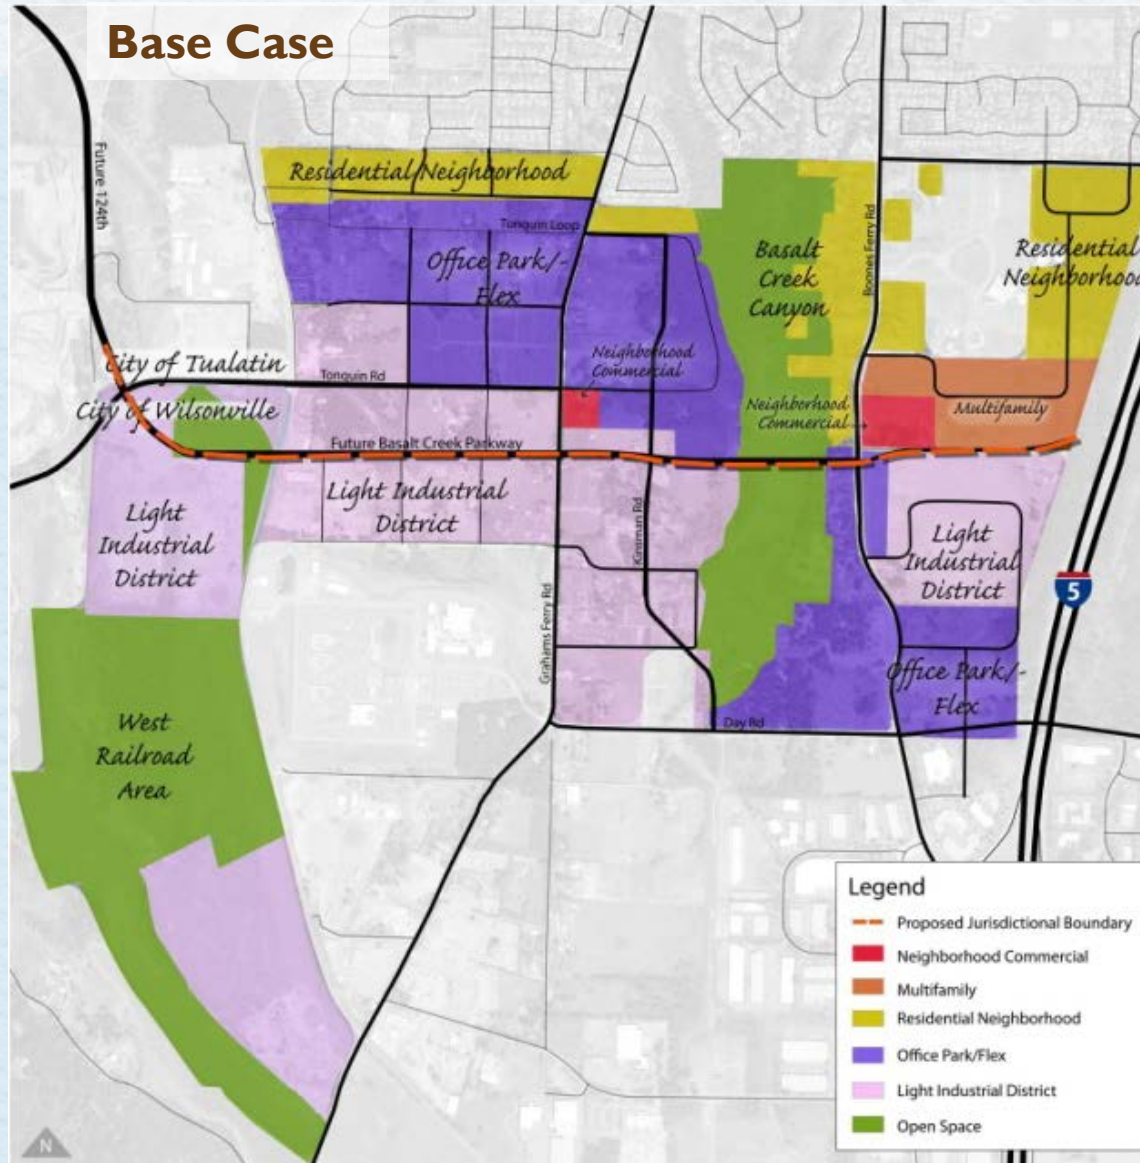 Base Case
Future 124th
Residential Neighborhood
Tonquin Loop
Office Park/-
Flex
Basalt
Creek
Canyon
Boones Ferry Rd
Residential
Neighborhood
Neighborhood
Commercial
City of Tualatin
Tonquin Rd
City of Wilsonville
Neighborhood
Commercial
Multifamily
Future Basalt Creek Parkway
Light Industrial
District
Light
Industrial
District
Kinsman Rd
Light
Industrial
District
5
Grahams Ferry Rd
Office Park/-
Flex
West
Railroad
Area
Day Rd
Legend
Proposed Jurisdictional Boundary
Neighborhood Commercial
Multifamily
Residential Neighborhood
Office Park/Flex
Light Industrial District
Open Space
N